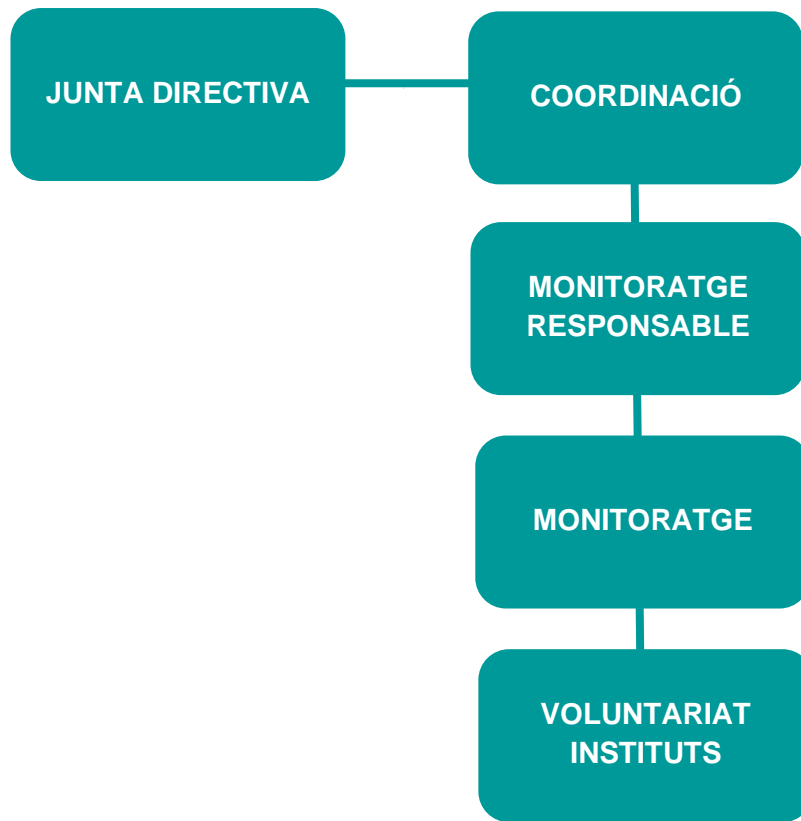 JUNTA DIRECTIVA
COORDINACIÓ
MONITORATGE
RESPONSABLE
MONITORATGE
VOLUNTARIAT
INSTITUTS